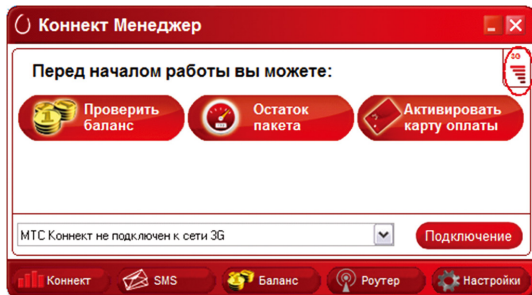 Коннект Менеджер
3G
Перед началом работы вы можете:
Проверить
баланс
Остаток
пакета
Активировать
карту оплаты
МТС Коннект не подключен к сети 3G
Подключение
Коннект
SMS
Баланс
Роутер
Настройки